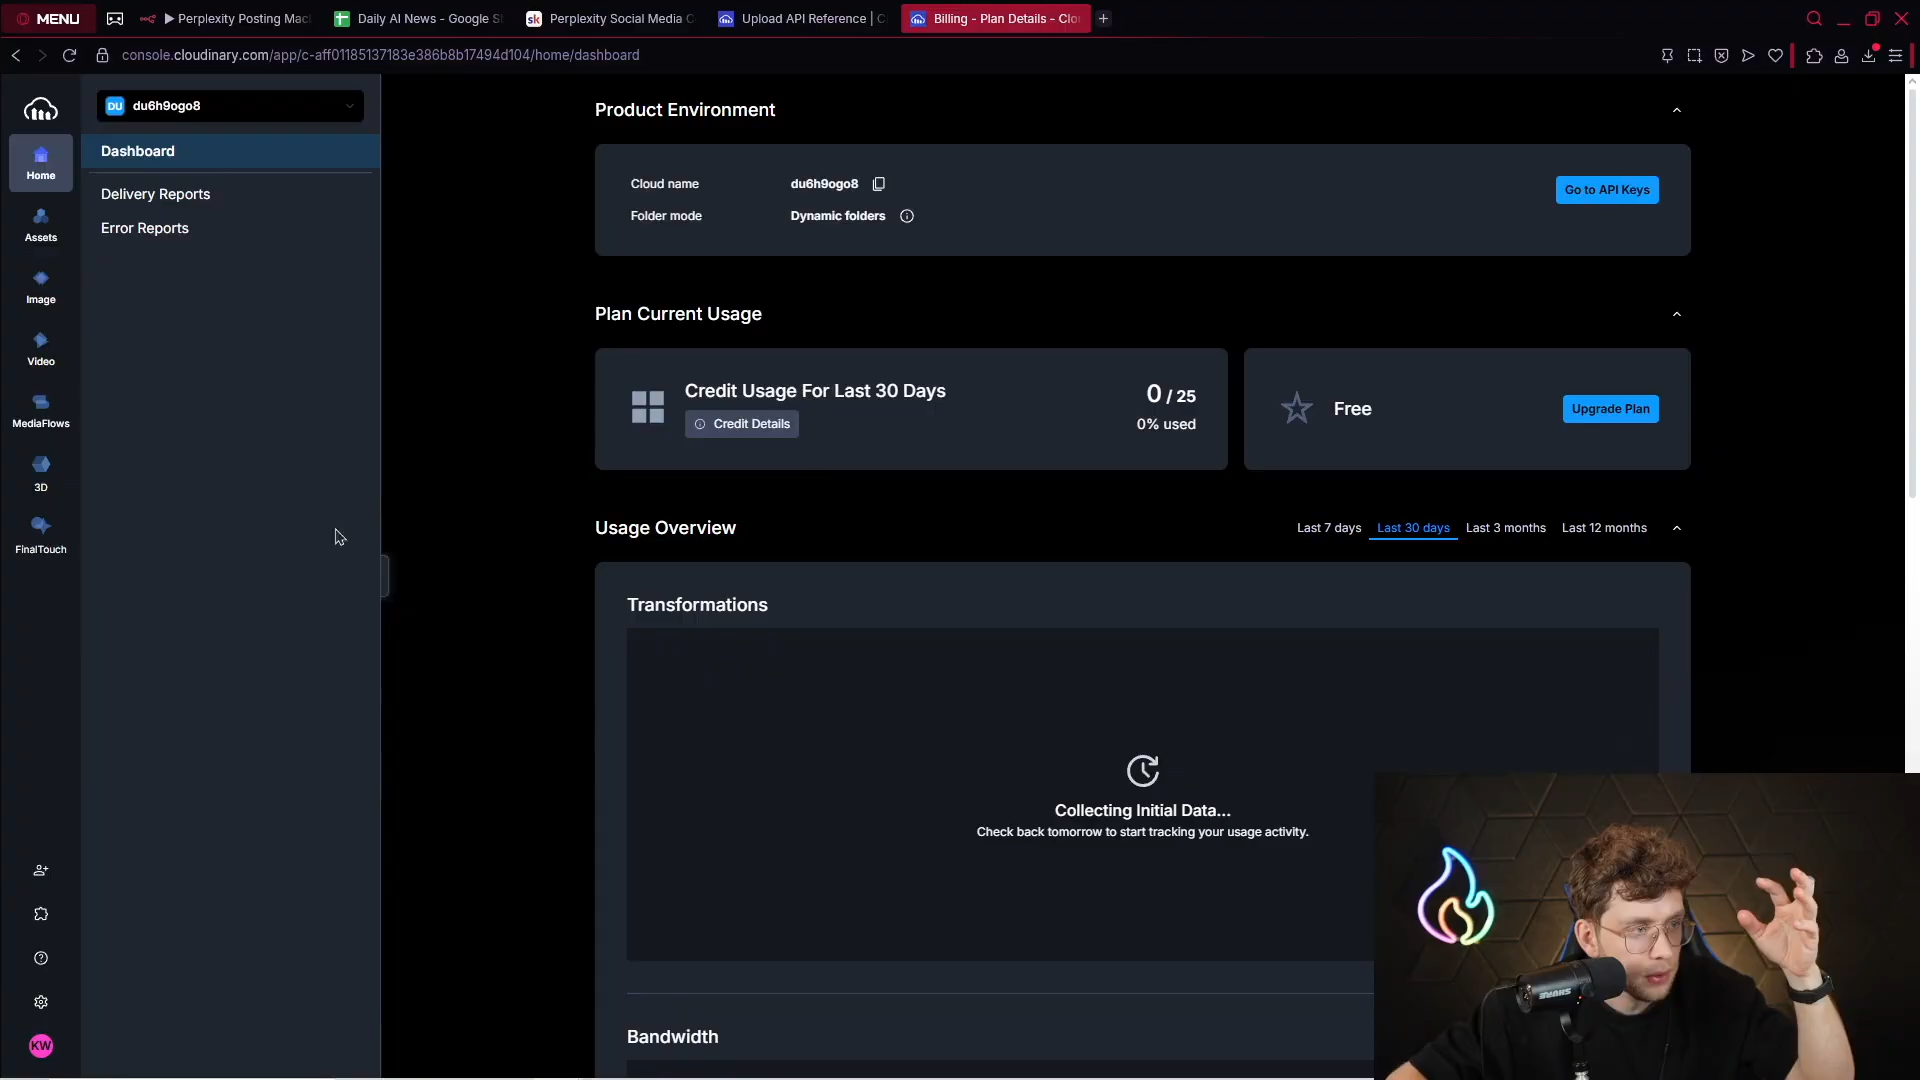 MENU
▶ Perplexity Posting Mac
Daily AI News - Google S
sk Perplexity Social Media C
Upload API Reference | C
Billing - Plan Details - Clo
console.cloudinary.com/app/c-aff01185137183e386b8b17494d104/home/dashboard
DU du6h9ogo8
Dashboard
Delivery Reports
Error Reports
Home
Assets
Image
Video
MediaFlows
3D
FinalTouch
KW
Product Environment
Cloud name du6h9ogo8
Go to API Keys
Folder mode Dynamic folders
Plan Current Usage
Credit Usage For Last 30 Days
0 / 25
Credit Details
0% used
Free
Upgrade Plan
Usage Overview
Last 7 days Last 30 days Last 3 months Last 12 months
Transformations
Collecting Initial Data...
Check back tomorrow to start tracking your usage activity.
Bandwidth
SHURE